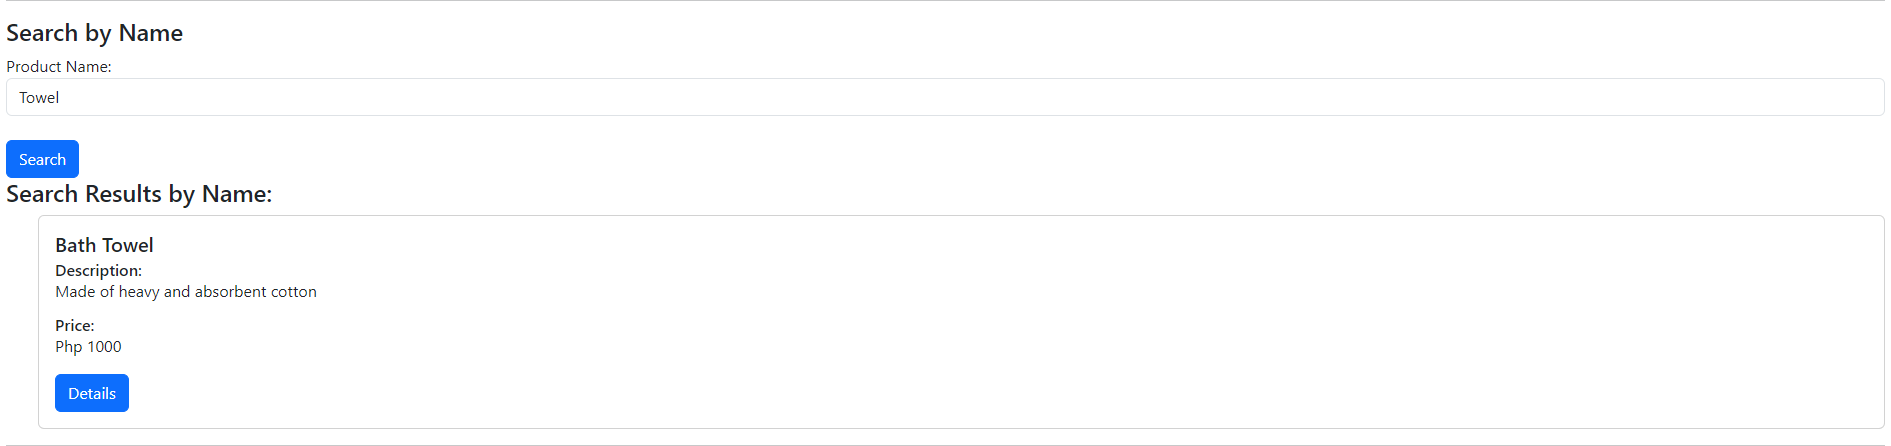 Search by Name
Product Name:
Towel
Search
Search Results by Name:
Bath Towel
Description:
Made of heavy and absorbent cotton
Price:
Php 1000
Details